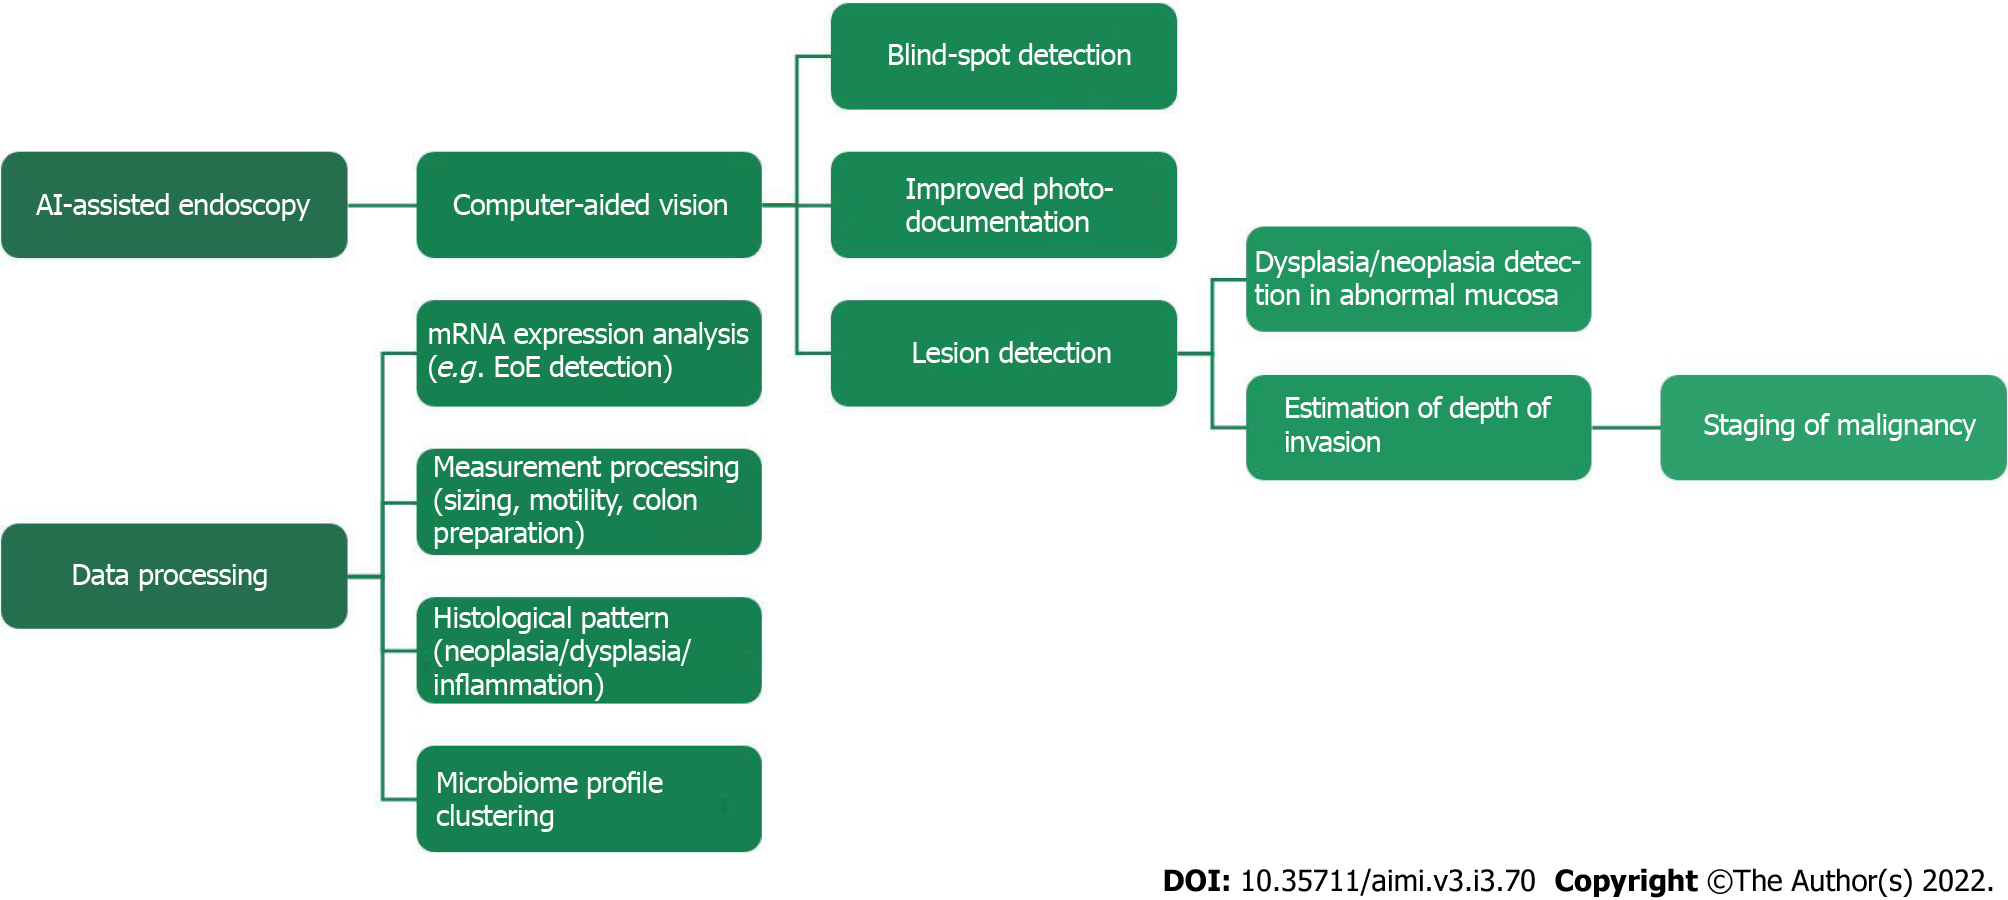 Blind-spot detection
AI-assisted endoscopy
Computer-aided vision
Improved photo-
documentation
Dysplasia/neoplasia detec-
tion in abnormal mucosa
mRNA expression analysis
(e.g. EoE detection)
Lesion detection
Estimation of depth of
invasion
Staging of malignancy
Measurement processing
(sizing, motility, colon
preparation)
Data processing
Histological pattern
(neoplasia/dysplasia/
inflammation)
Microbiome profile
clustering
DOI: 10.35711/aimi.v3.i3.70 Copyright ©The Author(s) 2022.